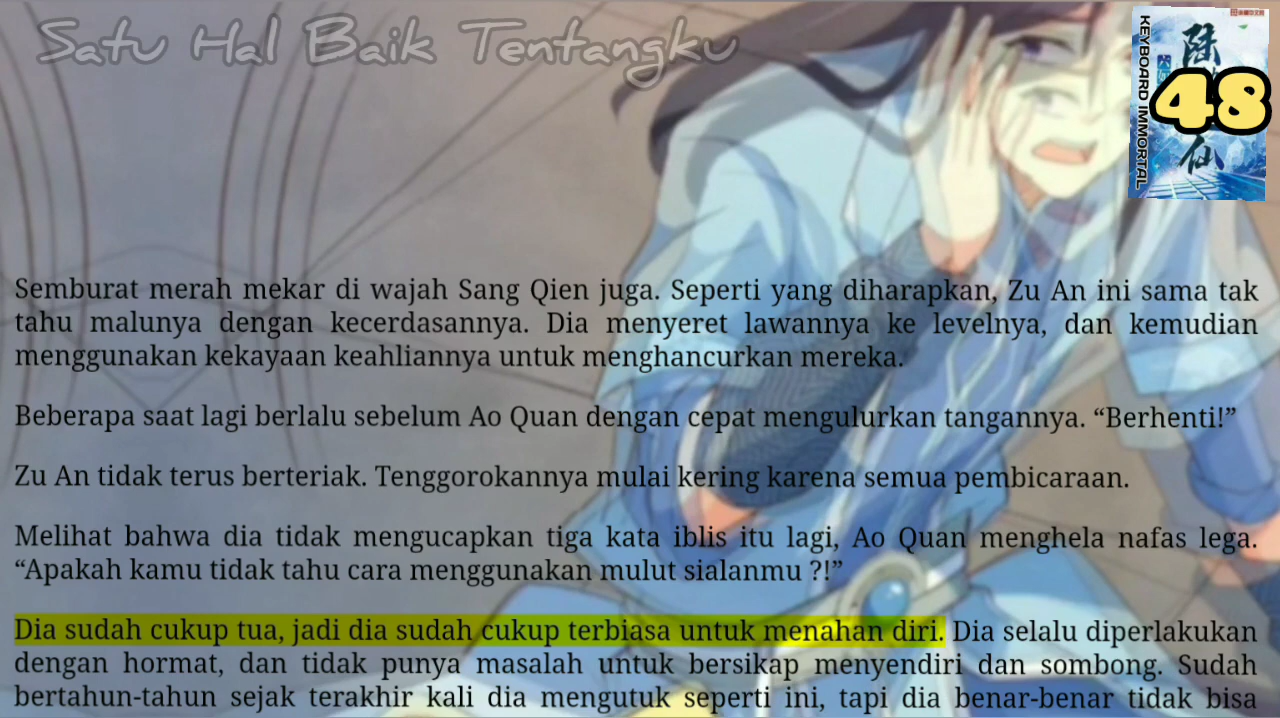 Satu Hal Baik Tentangku
KEYBOARD IMMORTAL
陆
仙
48
Semburat merah mekar di wajah Sang Qien juga. Seperti yang diharapkan, Zu An ini sama tak
tahu malunya dengan kecerdasannya. Dia menyeret lawannya ke levelnya, dan kemudian
menggunakan kekayaan keahliannya untuk menghancurkan mereka.
Beberapa saat lagi berlalu sebelum Ao Quan dengan cepat mengulurkan tangannya. “Berhenti!”
Zu An tidak terus berteriak. Tenggorokannya mulai kering karena semua pembicaraan.
Melihat bahwa dia tidak mengucapkan tiga kata iblis itu lagi, Ao Quan menghela nafas lega.
“Apakah kamu tidak tahu cara menggunakan mulut sialanmu ?!”
Dia sudah cukup tua, jadi dia sudah cukup terbiasa untuk menahan diri. Dia selalu diperlakukan
dengan hormat, dan tidak punya masalah untuk bersikap menyendiri dan sombong. Sudah
bertahun-tahun sejak terakhir kali dia mengutuk seperti ini, tapi dia benar-benar tidak bisa